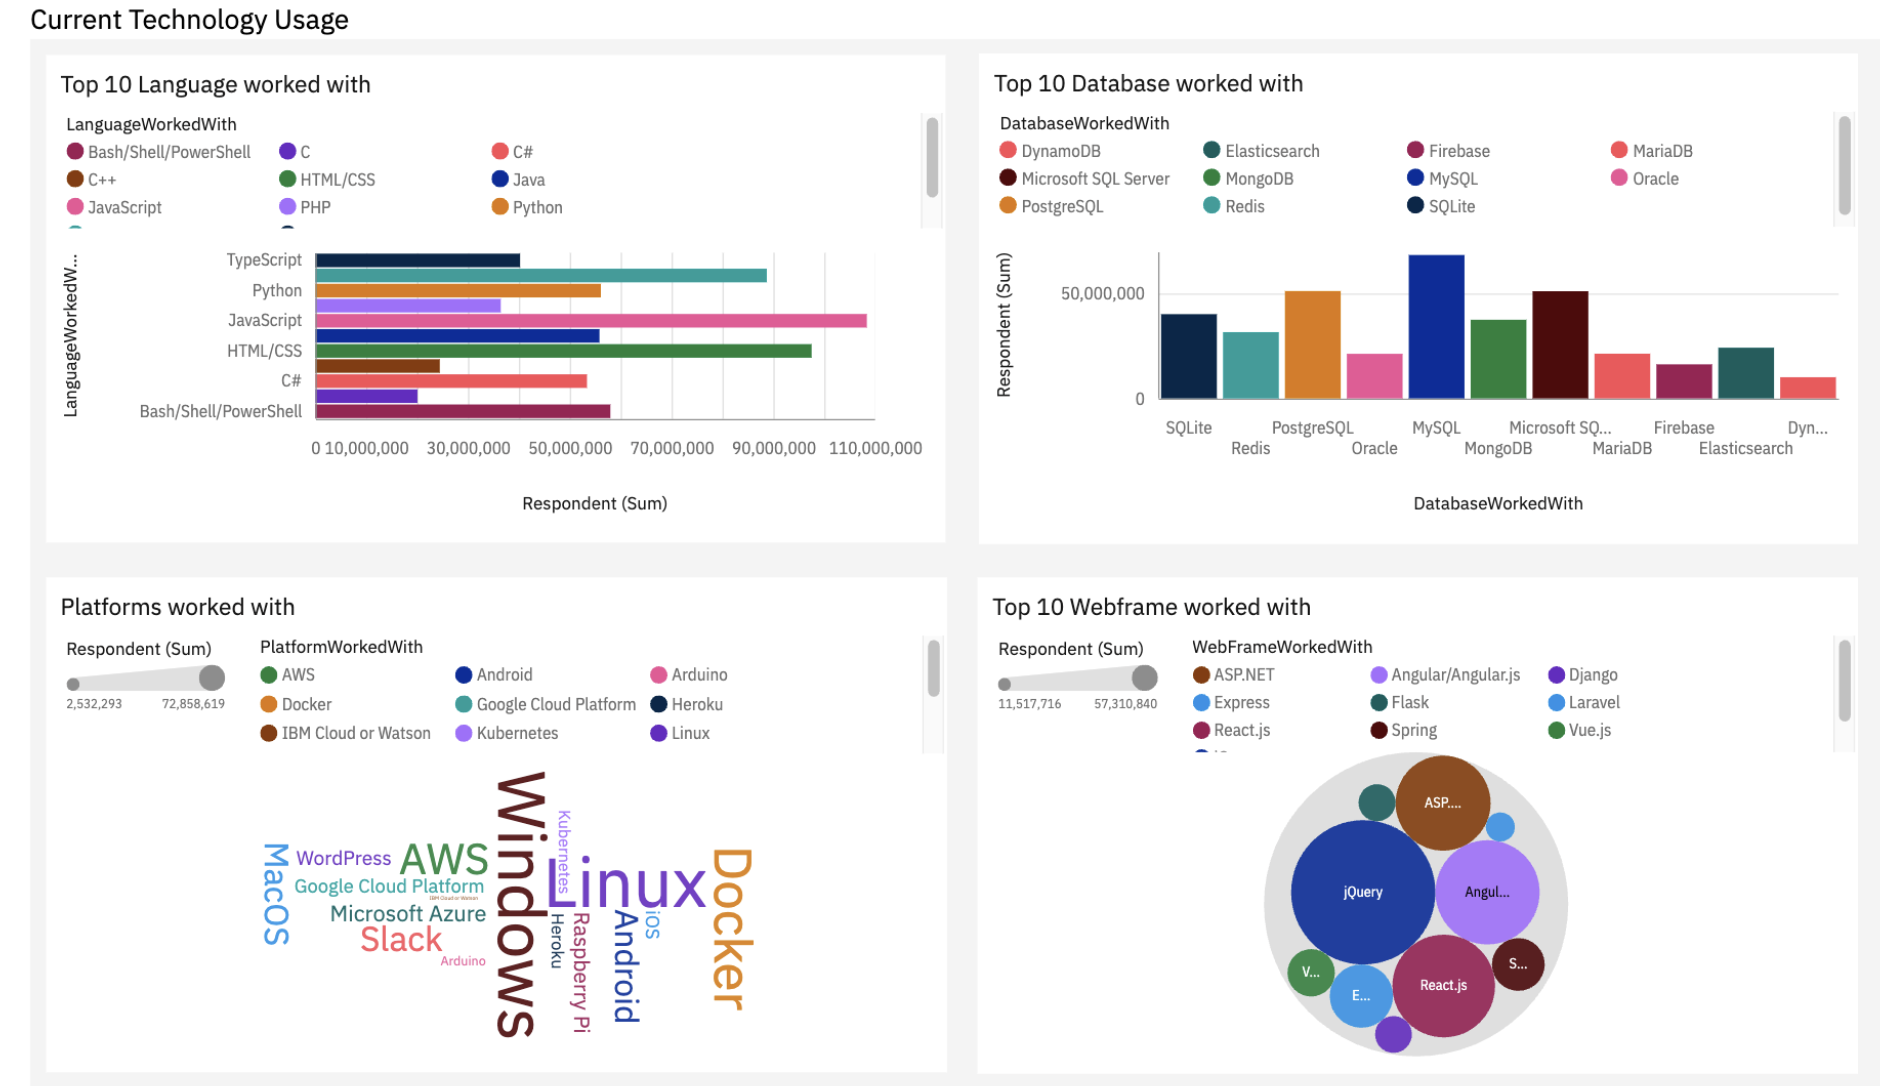 Current Technology Usage
Top 10 Language worked with
LanguageWorkedWith
Bash/Shell/PowerShell C C#
C++ HTML/CSS Java
JavaScript PHP Python
LanguageWorkedW...
TypeScript
Python
JavaScript
HTML/CSS
C#
Bash/Shell/PowerShell
0 10,000,000 30,000,000 50,000,000 70,000,000 90,000,000 110,000,000
Respondent (Sum)
Top 10 Database worked with
DatabaseWorkedWith
DynamoDB Elasticsearch Firebase MariaDB
Microsoft SQL Server MongoDB MySQL Oracle
PostgreSQL Redis SQLite
Respondent (Sum)
50,000,000
0
SQLite PostgreSQL MySQL Microsoft SQ... Firebase Dyn...
Redis Oracle MongoDB MariaDB Elasticsearch
DatabaseWorkedWith
Platforms worked with
Respondent (Sum)
2,532,293 72,858,619
PlatformWorkedWith
AWS Android Arduino
Docker Google Cloud Platform Heroku
IBM Cloud or Watson Kubernetes Linux
MacOS
WordPress
AWS
Google Cloud Platform
IBM Cloud or Watson
Microsoft Azure
Slack
Arduino
Windows
Kubernetes
Linux
Heroku
Raspberry Pi
Android
iOS
Docker
Top 10 Webframe worked with
Respondent (Sum)
11,517,716 57,310,840
WebFrameWorkedWith
ASP.NET Angular/Angular.js Django
Express Flask Laravel
React.js Spring Vue.js
ASP....
jQuery
Angul...
S...
V...
E...
React.js